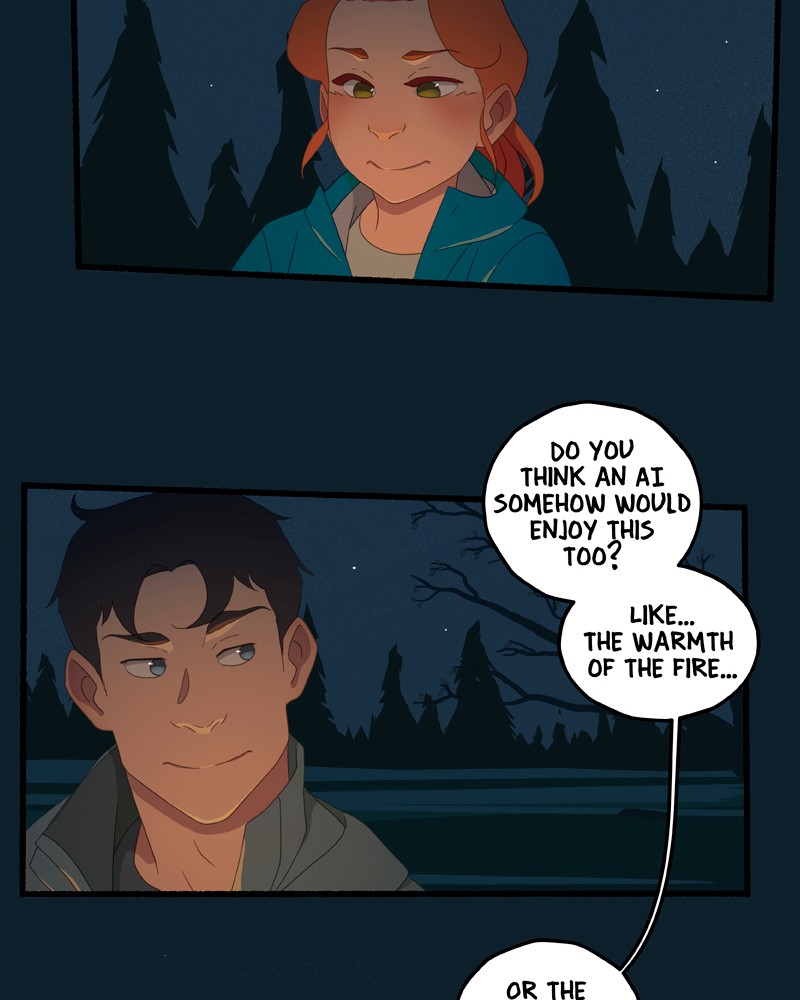 DO YOU
THINK AN AI
SOMEHOW WOULD
ENJOY THIS
TOO?
LIKE...
THE WARMTH
OF THE FIRE...
OR THE